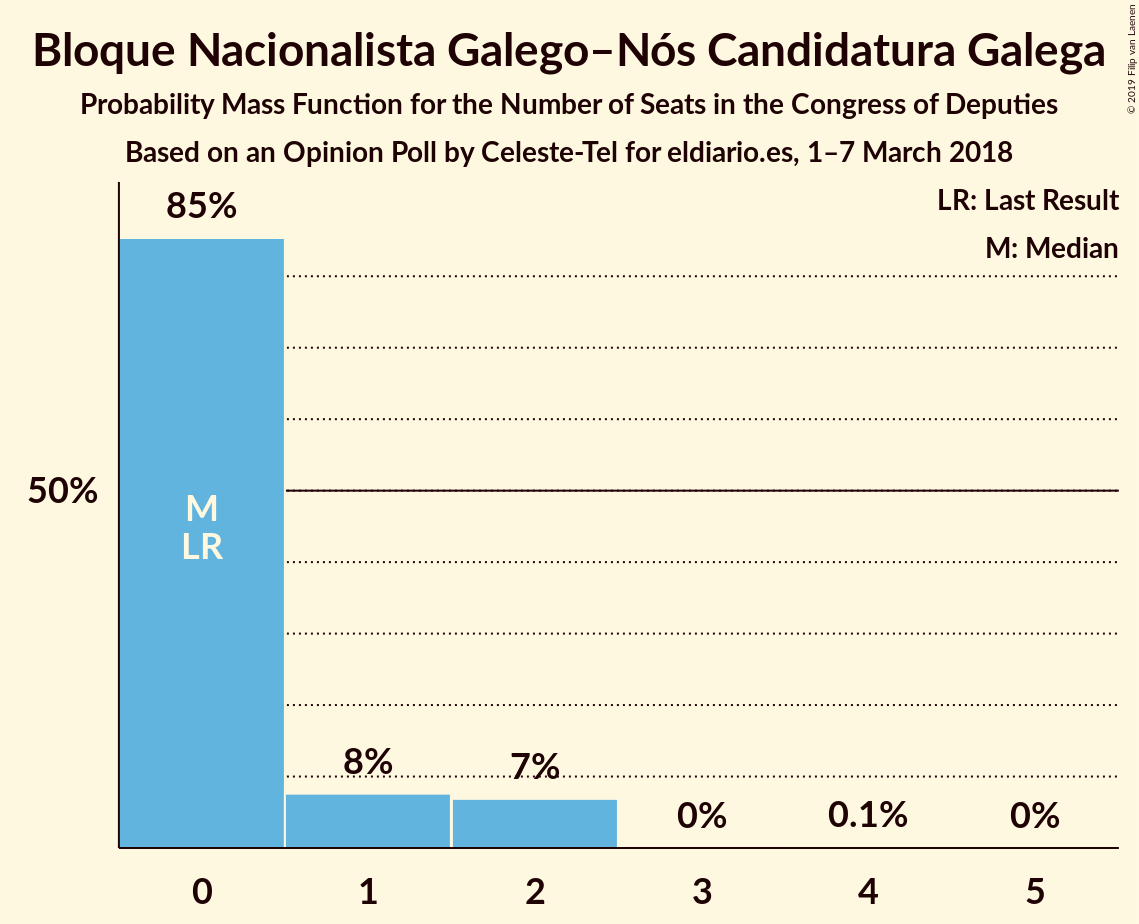 Bloque Nacionalista Galego–Nós Candidatura Galega
Probability Mass Function for the Number of Seats in the Congress of Deputies
Based on an Opinion Poll by Celeste-Tel for eldiario.es, 1–7 March 2018
© 2019 Filip van Laenen
LR: Last Result
M: Median
85%
50%
M
LR
8%
7%
0%
0.1%
0%
0
1
2
3
4
5